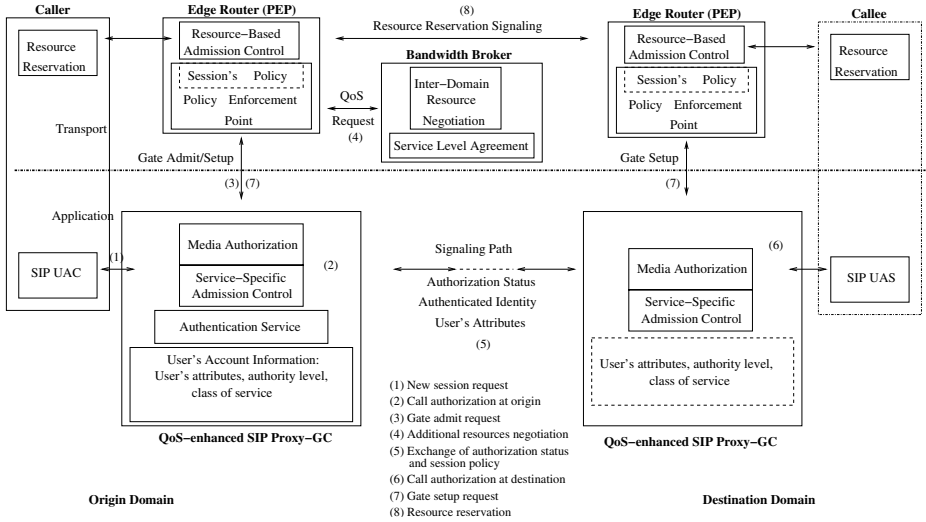 Caller
Edge Router (PEP)
(8)
Resource Reservation Signaling
Edge Router (PEP)
Callee
Resource
Reservation
Resource−Based
Admission Control
Session's Policy
Policy Enforcement
Point
QoS
Request
(4)
Bandwidth Broker
Inter−Domain
Resource
Negotiation
Service Level Agreement
Resource−Based
Admission Control
Session's Policy
Policy Enforcement
Point
Resource
Reservation
Transport
Gate Admit/Setup
(3) (7)
Gate Setup
(7)
Application
SIP UAC
(1)
Media Authorization
(2)
Service−Specific
Admission Control
Authentication Service
User's Account Information:
User's attributes, authority level,
class of service
QoS−enhanced SIP Proxy−GC
Signaling Path
Authorization Status
Authenticated Identity
User's Attributes
(5)
(6)
Media Authorization
Service−Specific
Admission Control
User's attributes, authority level,
class of service
QoS−enhanced SIP Proxy−GC
SIP UAS
(1) New session request
(2) Call authorization at origin
(3) Gate admit request
(4) Additional resources negotiation
(5) Exchange of authorization status
and session policy
(6) Call authorization at destination
(7) Gate setup request
(8) Resource reservation
Origin Domain
Destination Domain